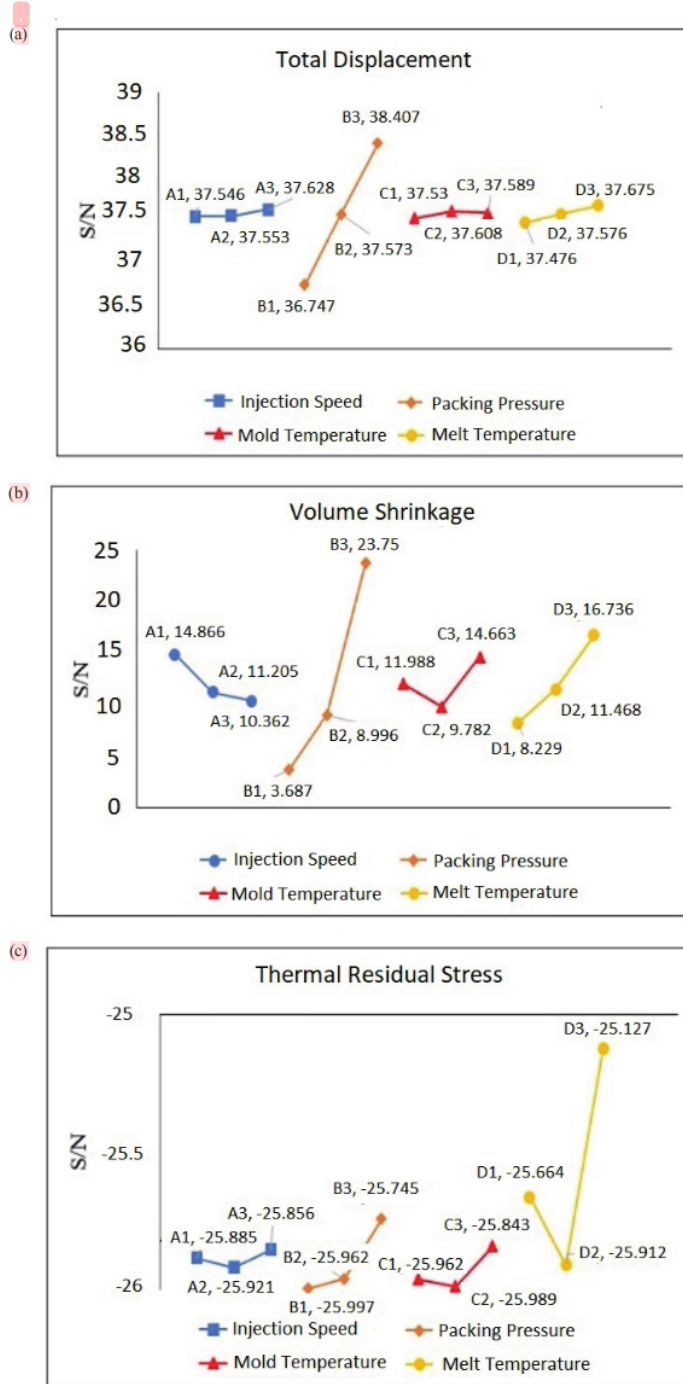 (a)
Total Displacement
S/N
39
38.5
38
37.5
37
36.5
36
A1, 37.546
A2, 37.553
A3, 37.628
B1, 36.747
B2, 37.573
B3, 38.407
C1, 37.53
C2, 37.608
C3, 37.589
D1, 37.476
D2, 37.576
D3, 37.675
Injection Speed
Packing Pressure
Mold Temperature
Melt Temperature
(b)
Volume Shrinkage
S/N
25
20
15
10
5
0
A1, 14.866
A2, 11.205
A3, 10.362
B1, 3.687
B2, 8.996
B3, 23.75
C1, 11.988
C2, 9.782
C3, 14.663
D1, 8.229
D2, 11.468
D3, 16.736
Injection Speed
Packing Pressure
Mold Temperature
Melt Temperature
(c)
Thermal Residual Stress
S/N
-25
-25.5
-26
A1, -25.885
A2, -25.921
A3, -25.856
B1, -25.997
B2, -25.962
B3, -25.745
C1, -25.962
C2, -25.989
C3, -25.843
D1, -25.664
D2, -25.912
D3, -25.127
Injection Speed
Packing Pressure
Mold Temperature
Melt Temperature